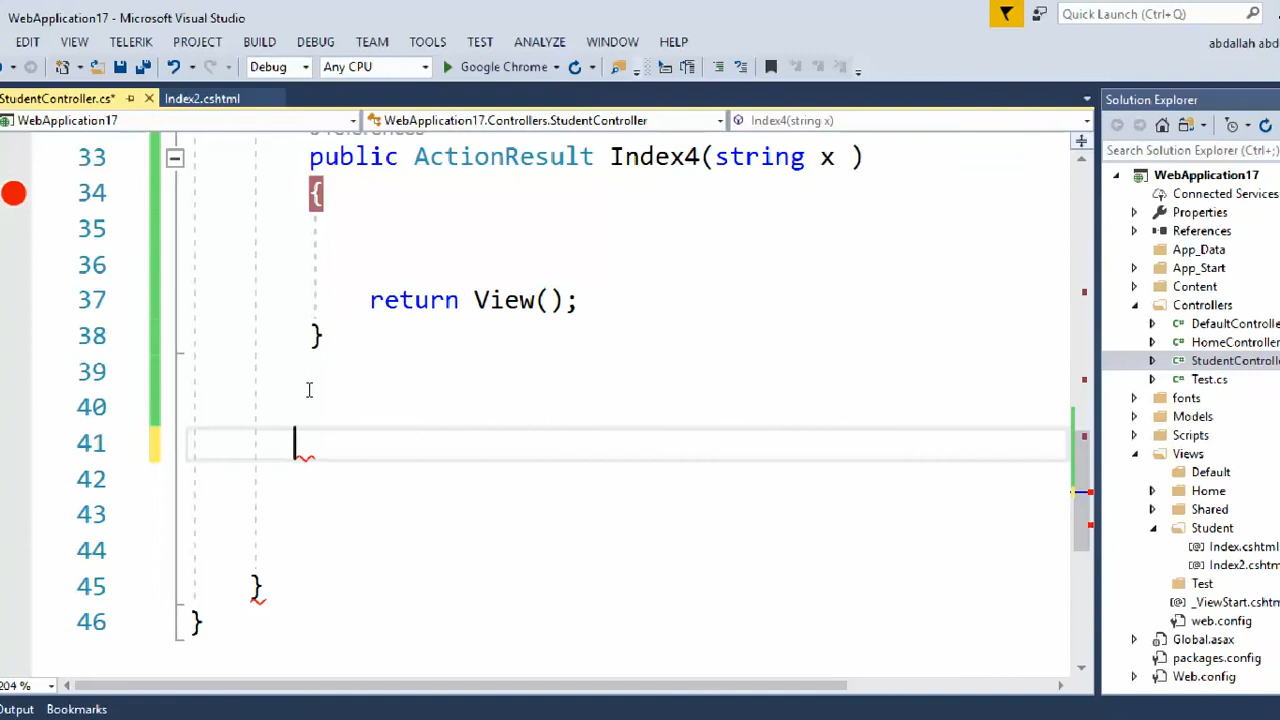 WebApplication17 - Microsoft Visual Studio
Quick Launch (Ctrl+Q)
EDIT VIEW TELERIK PROJECT BUILD DEBUG TEAM TOOLS TEST ANALYZE WINDOW HELP
abdallah abd
Debug Any CPU Google Chrome
StudentController.cs* Index2.cshtml
WebApplication17 WebApplication17.Controllers.StudentController Index4(string x)
33 public ActionResult Index4(string x )
34 {
35
36
37 return View();
38 }
39
40
41
42
43
44
45 }
46 }
204 %
Output Bookmarks
Solution Explorer
Search Solution Explorer (Ctrl+;)
WebApplication17
Connected Services
Properties
References
App_Data
App_Start
Content
Controllers
DefaultControlle
HomeController
StudentControlle
Test.cs
fonts
Models
Scripts
Views
Default
Home
Shared
Student
Index.cshtml
Index2.cshtm
Test
_ViewStart.cshtm
web.config
Global.asax
packages.config
Web.config